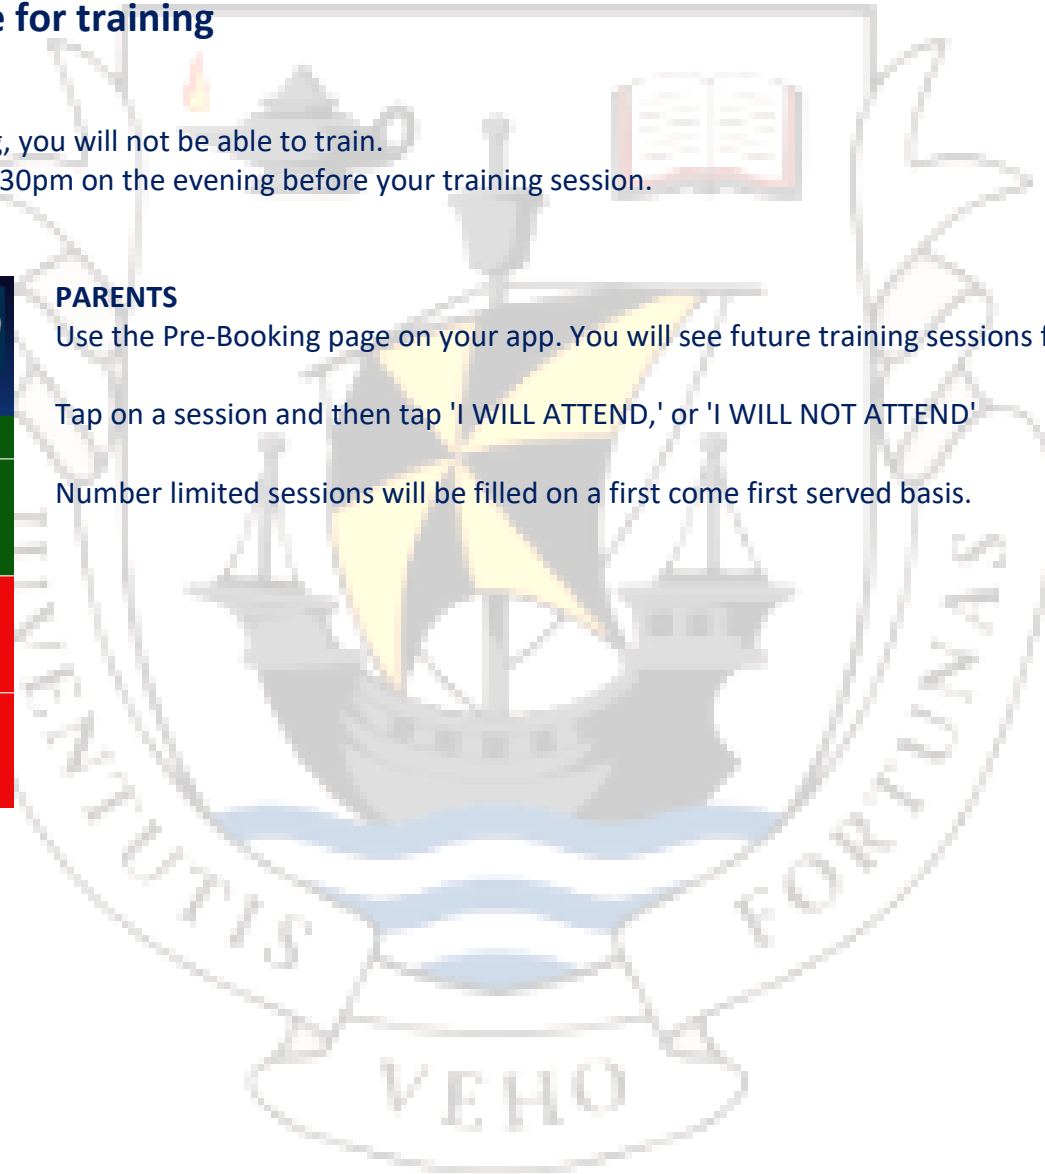 e for training
g, you will not be able to train.
30pm on the evening before your training session.
PARENTS
Use the Pre-Booking page on your app. You will see future training sessions f
Tap on a session and then tap 'I WILL ATTEND,' or 'I WILL NOT ATTEND'
Number limited sessions will be filled on a first come first served basis.
JUVENTUTIS
VEHO
FORTUNAS